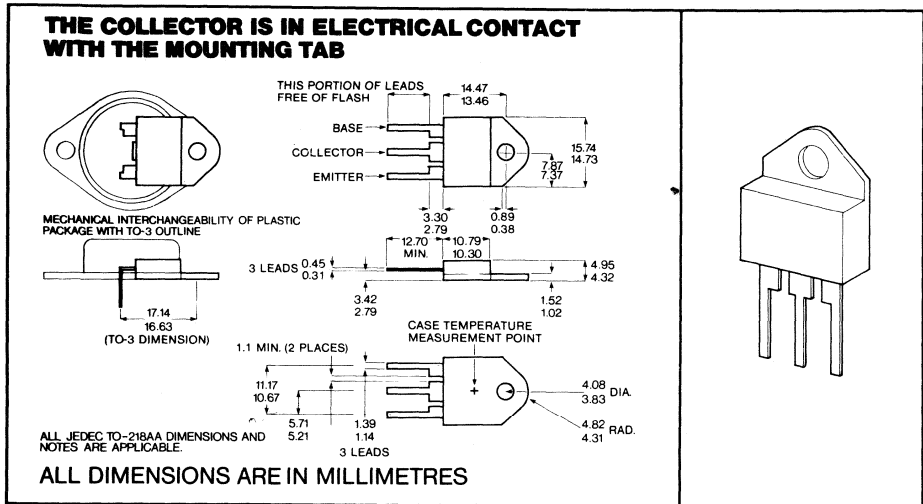 THE COLLECTOR IS IN ELECTRICAL CONTACT
WITH THE MOUNTING TAB
THIS PORTION OF LEADS
FREE OF FLASH
14.47
13.46
BASE
COLLECTOR
EMITTER
15.74
14.73
7.87
7.37
3.30
2.79
0.89
0.38
MECHANICAL INTERCHANGEABILITY OF PLASTIC
PACKAGE WITH TO-3 OUTLINE
12.70
MIN.
10.79
10.30
3 LEADS 0.45
0.31
4.95
4.32
3.42
2.79
1.52
1.02
17.14
16.63
(TO-3 DIMENSION)
CASE TEMPERATURE
MEASUREMENT POINT
1.1 MIN. (2 PLACES)
11.17
10.67
5.71
5.21
1.39
1.14
3 LEADS
4.08
3.83 DIA.
4.82
4.31 RAD.
ALL JEDEC TO-218AA DIMENSIONS AND
NOTES ARE APPLICABLE.
ALL DIMENSIONS ARE IN MILLIMETRES